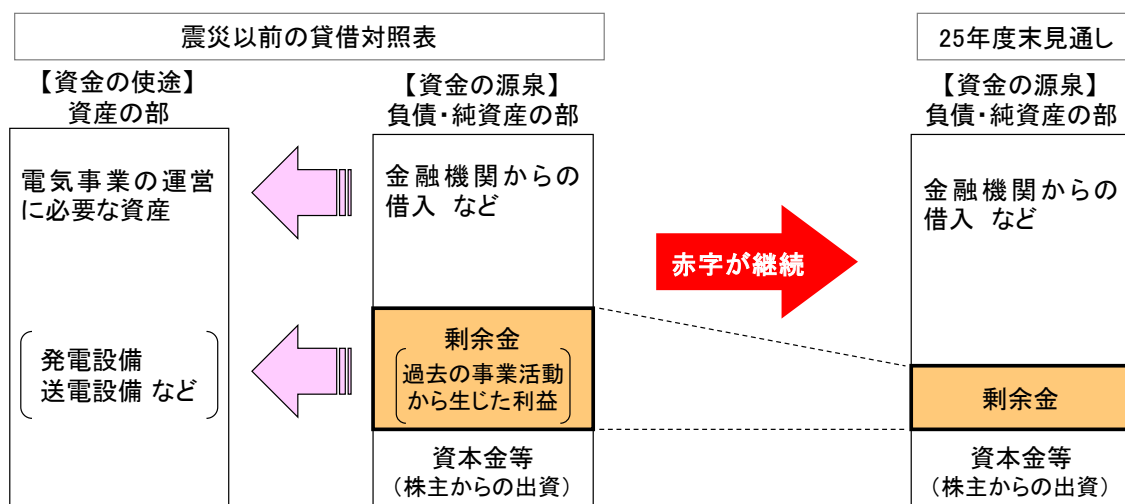 震災以前の貸借対照表
25年度末見通し
【資金の使途】
資産の部
【資金の源泉】
負債・純資産の部
【資金の源泉】
負債・純資産の部
電気事業の運営
に必要な資産
金融機関からの
借入 など
金融機関からの
借入 など
赤字が継続
発電設備
送電設備 など
剰余金
過去の事業活動
から生じた利益
剰余金
資本金等
（株主からの出資）
資本金等
（株主からの出資）